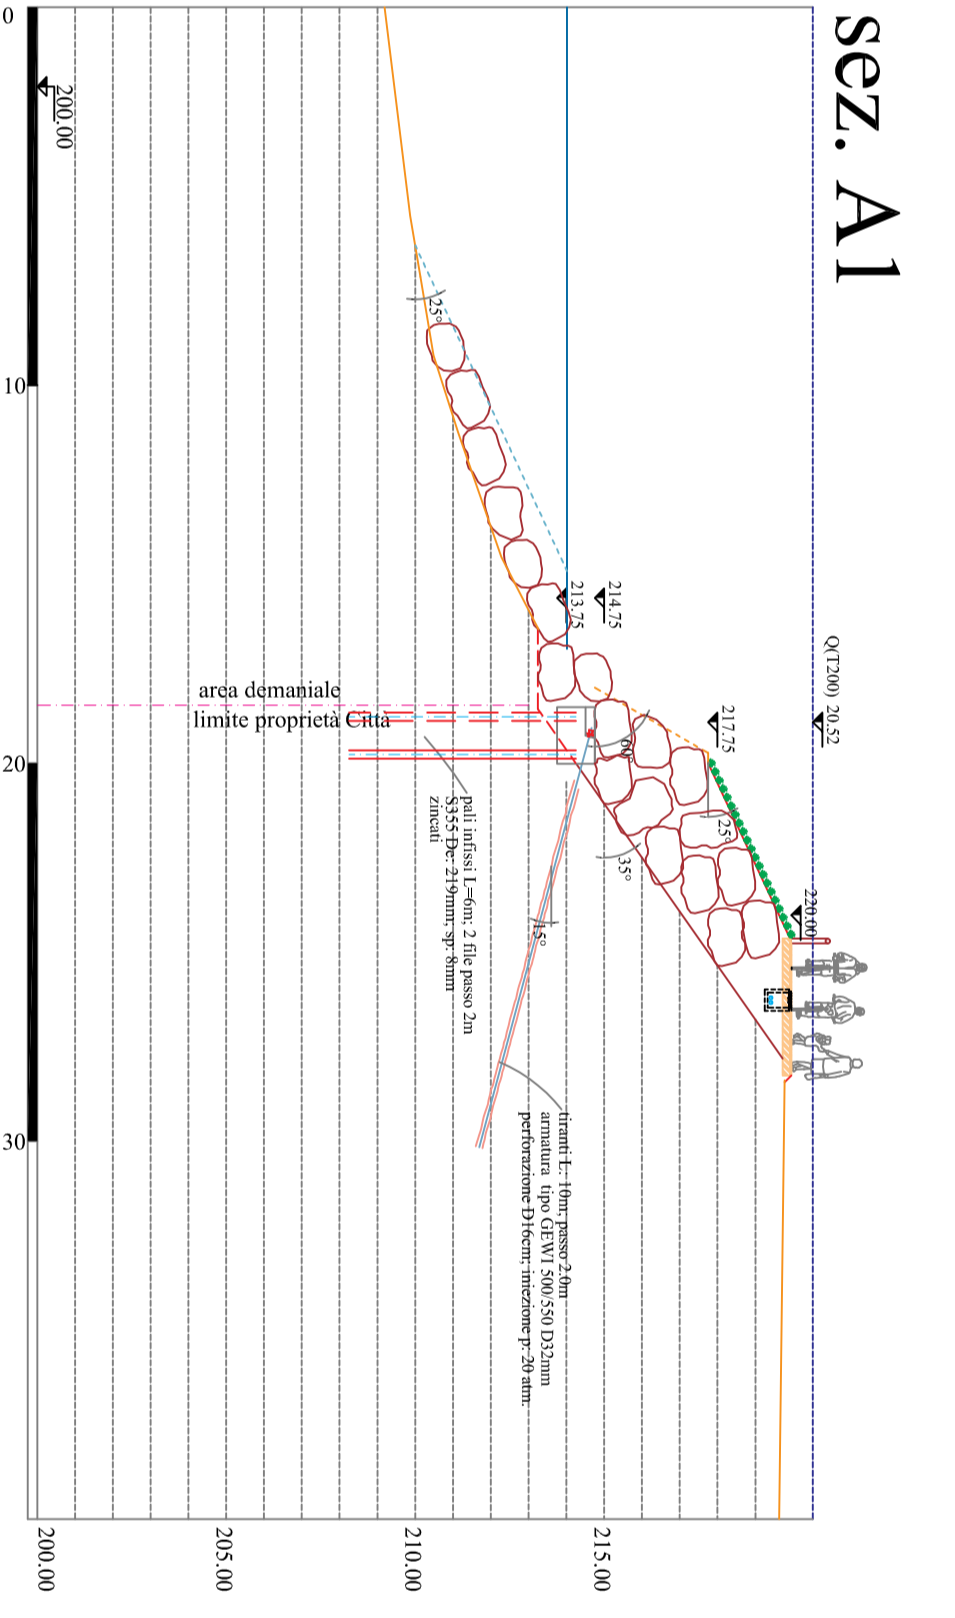 sez. A1
Q(T200) 20.52
220.00
217.75
214.75
213.75
200.00
25°
60°
25°
35°
15°
area demaniale
limite proprietà Citta
pali infissi L=6m; 2 file passo 2m
S355 De: 219mm; sp: 8mm
zincati
tiranti L: 10m; passo 2.0m
armatura tipo GEWI 500/550 D32mm
perforazione D16cm; iniezione p: 20 atm.
0
10
20
30
200.00
205.00
210.00
215.00